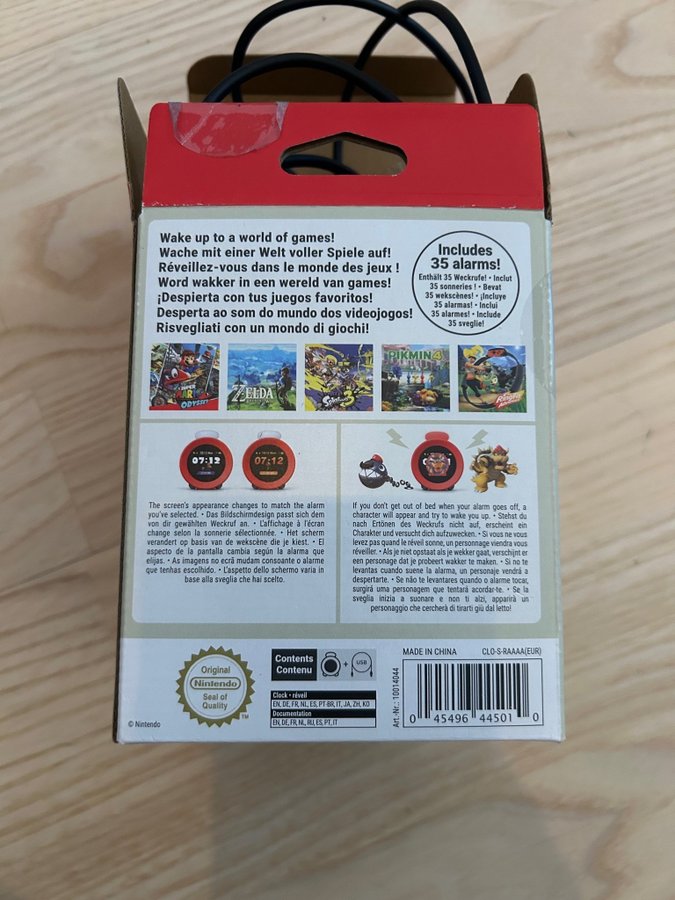 Wake up to a world of games!
Wache mit einer Welt voller Spiele auf!
Réveillez-vous dans le monde des jeux !
Word wakker in een wereld van games!
¡Despierta con tus juegos favoritos!
Desperta ao som do mundo dos videojogos!
Risvegliati con un mondo di giochi!
Includes
35 alarms!
Enthält 35 Weckrufe! • Inclut
35 sonneries ! • Bevat
35 wekscènes! • ¡Incluye
35 alarmas! • Inclui
35 alarmes! • Include
35 sveglie!
SUPER
MARIO
ODYSSEY
ZELDA
3
PIKMIN 4
07:12
07:12
The screen's appearance changes to match the alarm
you've selected. • Das Bildschirmdesign passt sich dem
von dir gewählten Weckruf an. • L'affichage à l'écran
change selon la sonnerie sélectionnée. • Het scherm
verandert op basis van de wekscène die je kiest. • El
aspecto de la pantalla cambia según la alarma que
elijas. • As imagens no ecrã mudam consoante o alarme
que tenhas escolhido. • L'aspetto dello schermo varia in
base alla sveglia che hai scelto.
If you don't get out of bed when your alarm goes off, a
character will appear and try to wake you up. • Stehst du
nach Ertönen des Weckrufs nicht auf, erscheint ein
Charakter und versucht dich aufzuwecken. • Si vous ne vous
levez pas quand le réveil sonne, un personnage viendra vous
réveiller. • Als je niet opstaat als je wekker gaat, verschijnt er
een personage dat je probeert wakker te maken. • Si no te
levantas cuando suene la alarma, un personaje vendrá a
despertarte. • Se não te levantares quando o alarme tocar,
surgirá uma personagem que tentará acordar-te. • Se la
sveglia inizia a suonare e non ti alzi, apparirà un
personaggio che cercherà di tirarti giù dal letto!
Original
Nintendo
Seal of
Quality
TM
© Nintendo
Contents
Contenu
+
USB
Clock • réveil
EN, DE, FR, NL, ES, PT-BR, IT, JA, ZH, KO
Documentation
EN, DE, FR, NL, RU, ES, PT, IT
MADE IN CHINA CLO-S-RAAAA(EUR)
Art.-Nr.: 10014044
0 45496 44501 0